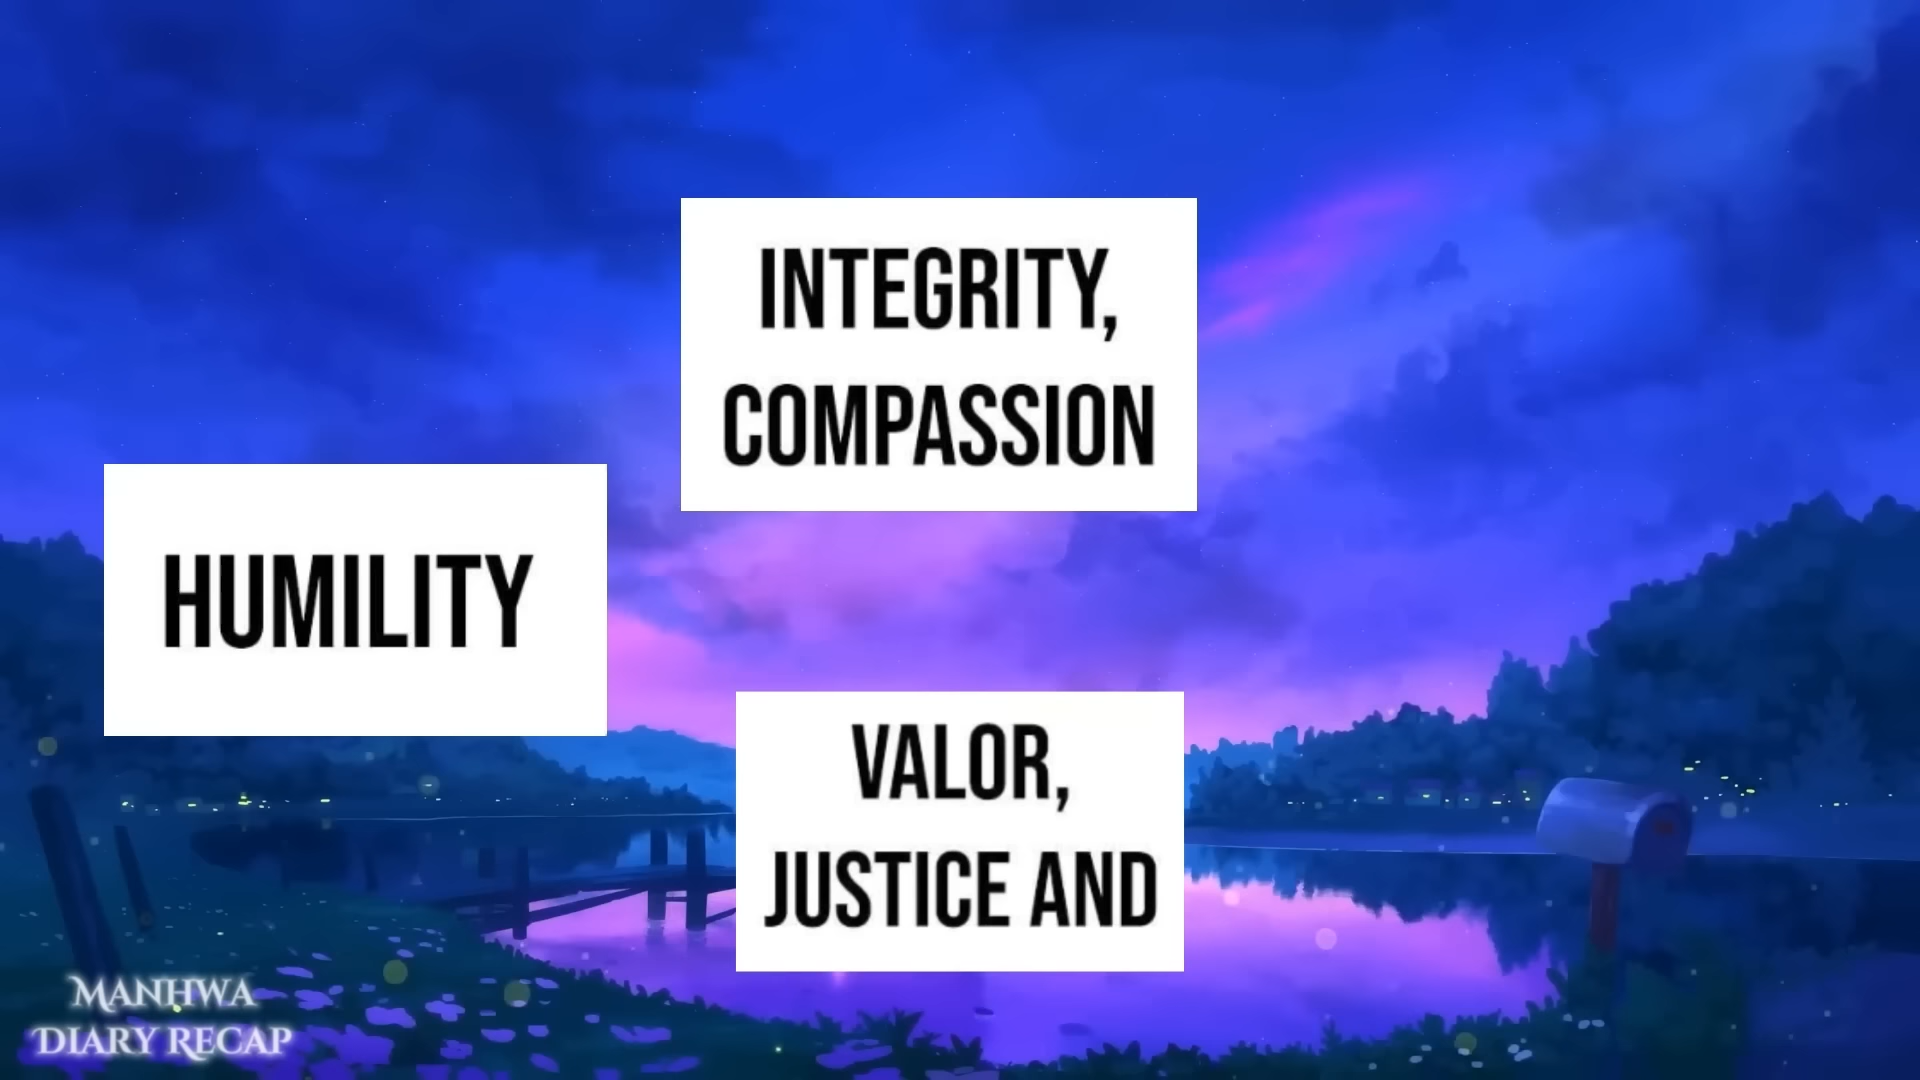 INTEGRITY,
COMPASSION
HUMILITY
VALOR,
JUSTICE AND
MANHWA
DIARY RECAP